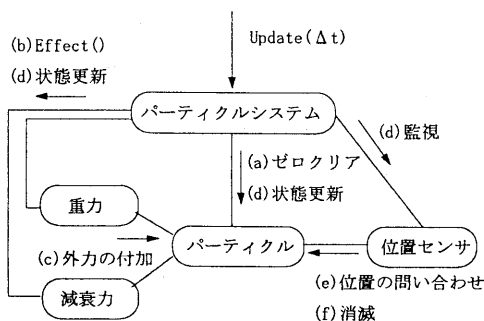 (b)Effect()
Update(Δt)
(d)状態更新
パーティクルシステム
(d)監視
(a)ゼロクリア
(d)状態更新
重力
(c)外力の付加
パーティクル
位置センサ
減衰力
(e)位置の問い合わせ
(f)消滅